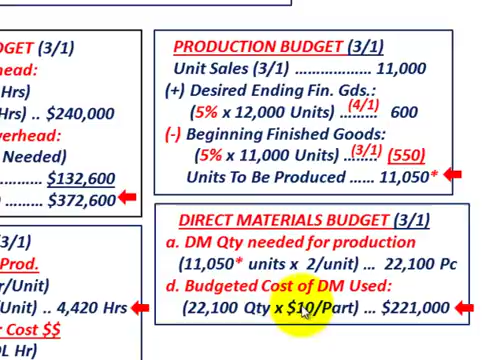 DGET (3/1)
head:
Hrs)
Hrs) .. $240,000
verhead:
Needed)
......... $132,600
) ......... $372,600
PRODUCTION BUDGET (3/1)
Unit Sales (3/1) .................. 11,000
(+) Desired Ending Fin. Gds.:
(5% x 12,000 Units) (4/1) ......... 600
(-) Beginning Finished Goods:
(5% x 11,000 Units) (3/1) ........ (550)
Units To Be Produced ...... 11,050*
3/1)
Prod.
r/Unit)
/Unit) .. 4,420 Hrs
r Cost $$
DL Hr)
DIRECT MATERIALS BUDGET (3/1)
a. DM Qty needed for production
(11,050* units x 2/unit) ... 22,100 Pc
d. Budgeted Cost of DM Used:
(22,100 Qty x $10/Part) ... $221,000